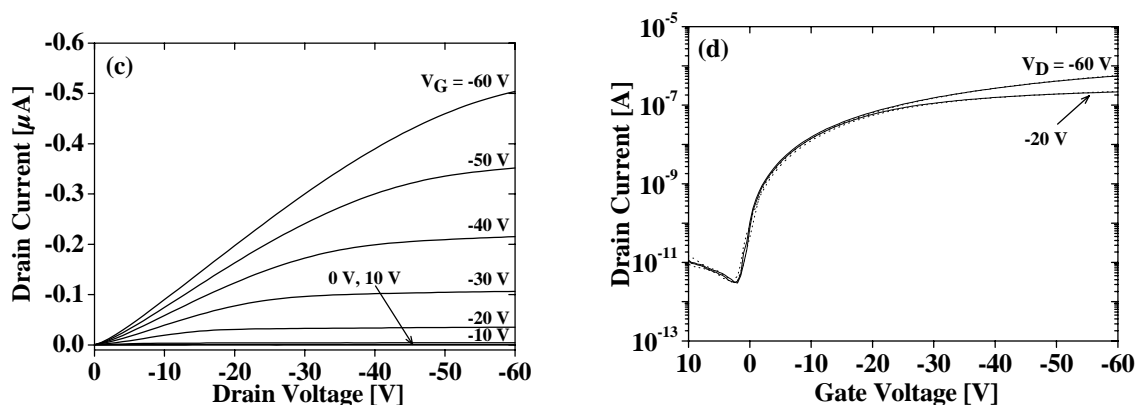 (c)
V_G = -60 V
-50 V
-40 V
-30 V
0 V, 10 V
-20 V
-10 V
-0.6
-0.5
-0.4
-0.3
-0.2
-0.1
0.0
Drain Current [μA]
0 -10 -20 -30 -40 -50 -60
Drain Voltage [V]
(d)
V_D = -60 V
-20 V
10^-5
10^-7
10^-9
10^-11
10^-13
Drain Current [A]
10 0 -10 -20 -30 -40 -50 -60
Gate Voltage [V]